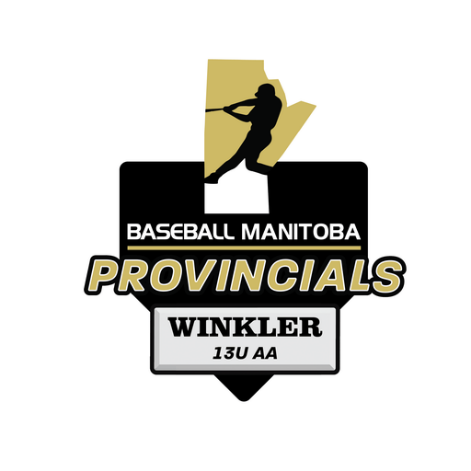 BASEBALL MANITOBA
PROVINCIALS
WINKLER
13U AA